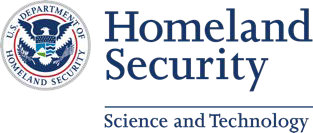 U.S. DEPARTMENT OF
HOMELAND SECURITY
Homeland
Security
Science and Technology